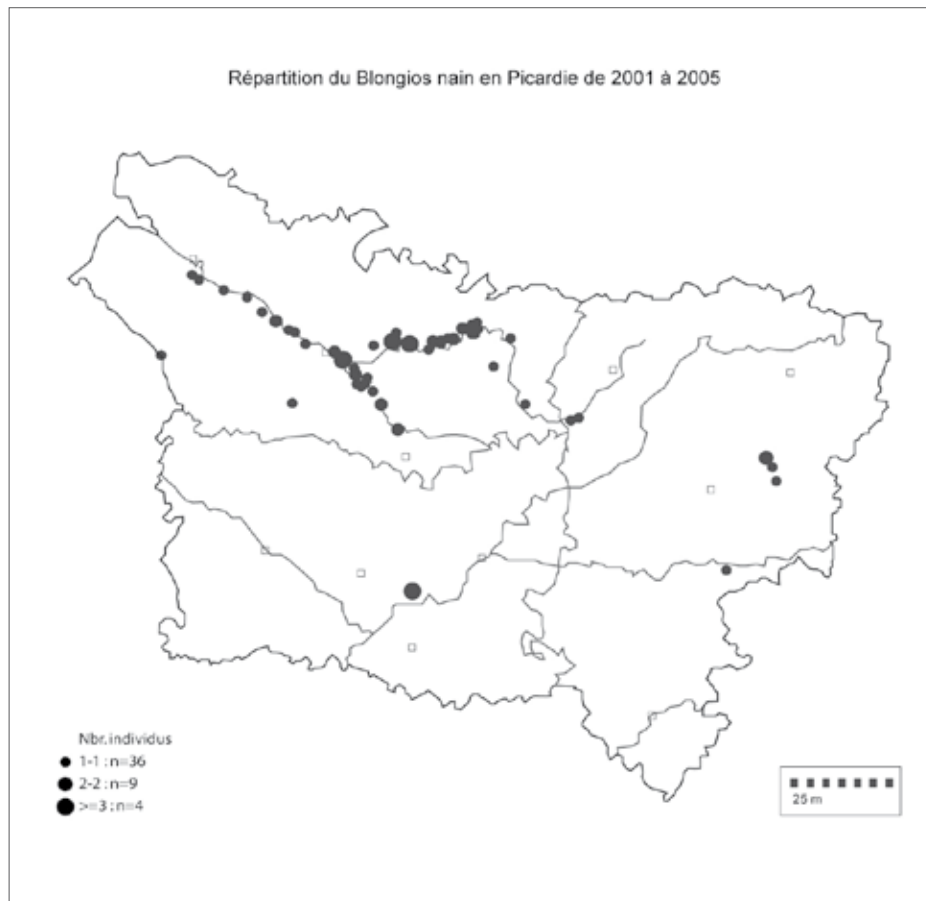 Répartition du Blongios nain en Picardie de 2001 à 2005
Nbr. individus
1-1 : n=36
2-2 : n=9
>=3 : n=4
25 m